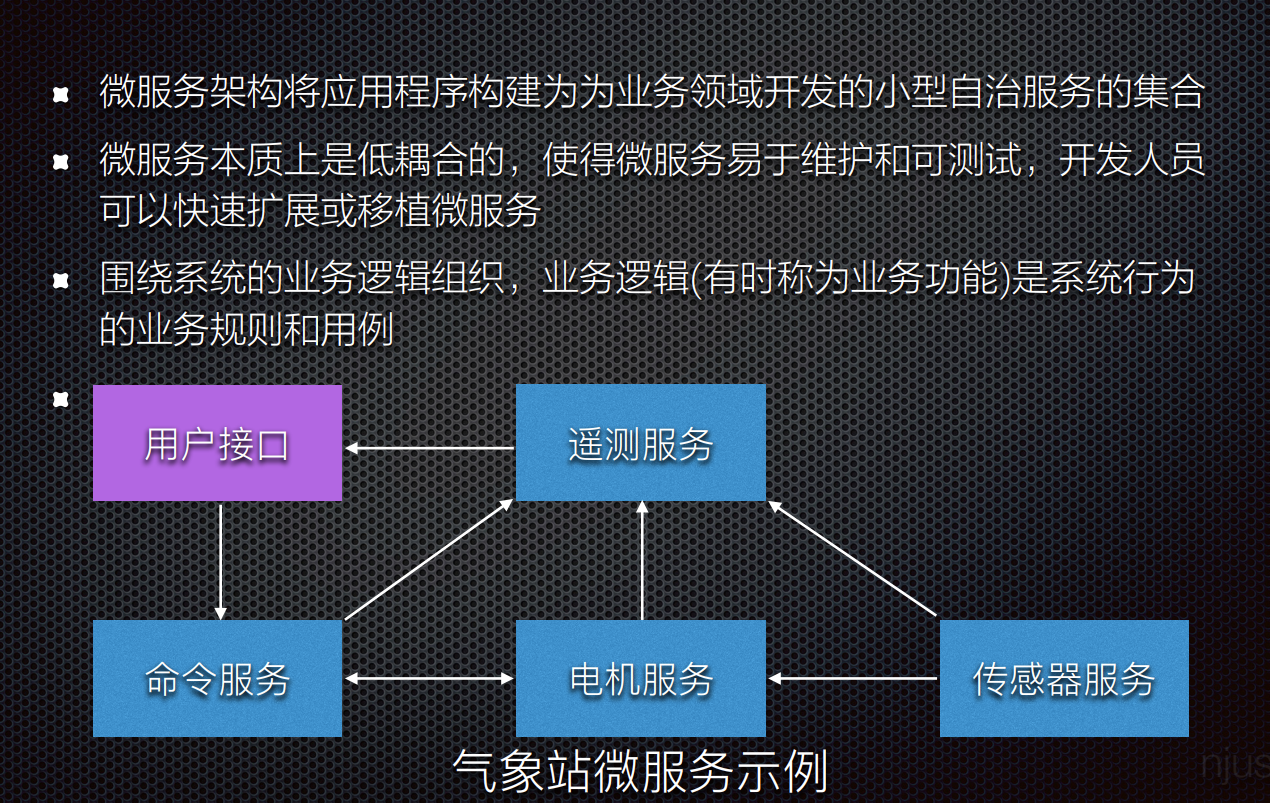 微服务架构将应用程序构建为为业务领域开发的小型自治服务的集合
微服务本质上是低耦合的，使得微服务易于维护和可测试，开发人员
可以快速扩展或移植微服务
围绕系统的业务逻辑组织，业务逻辑(有时称为业务功能)是系统行为
的业务规则和用例
用户接口
遥测服务
命令服务
电机服务
传感器服务
气象站微服务示例
njus